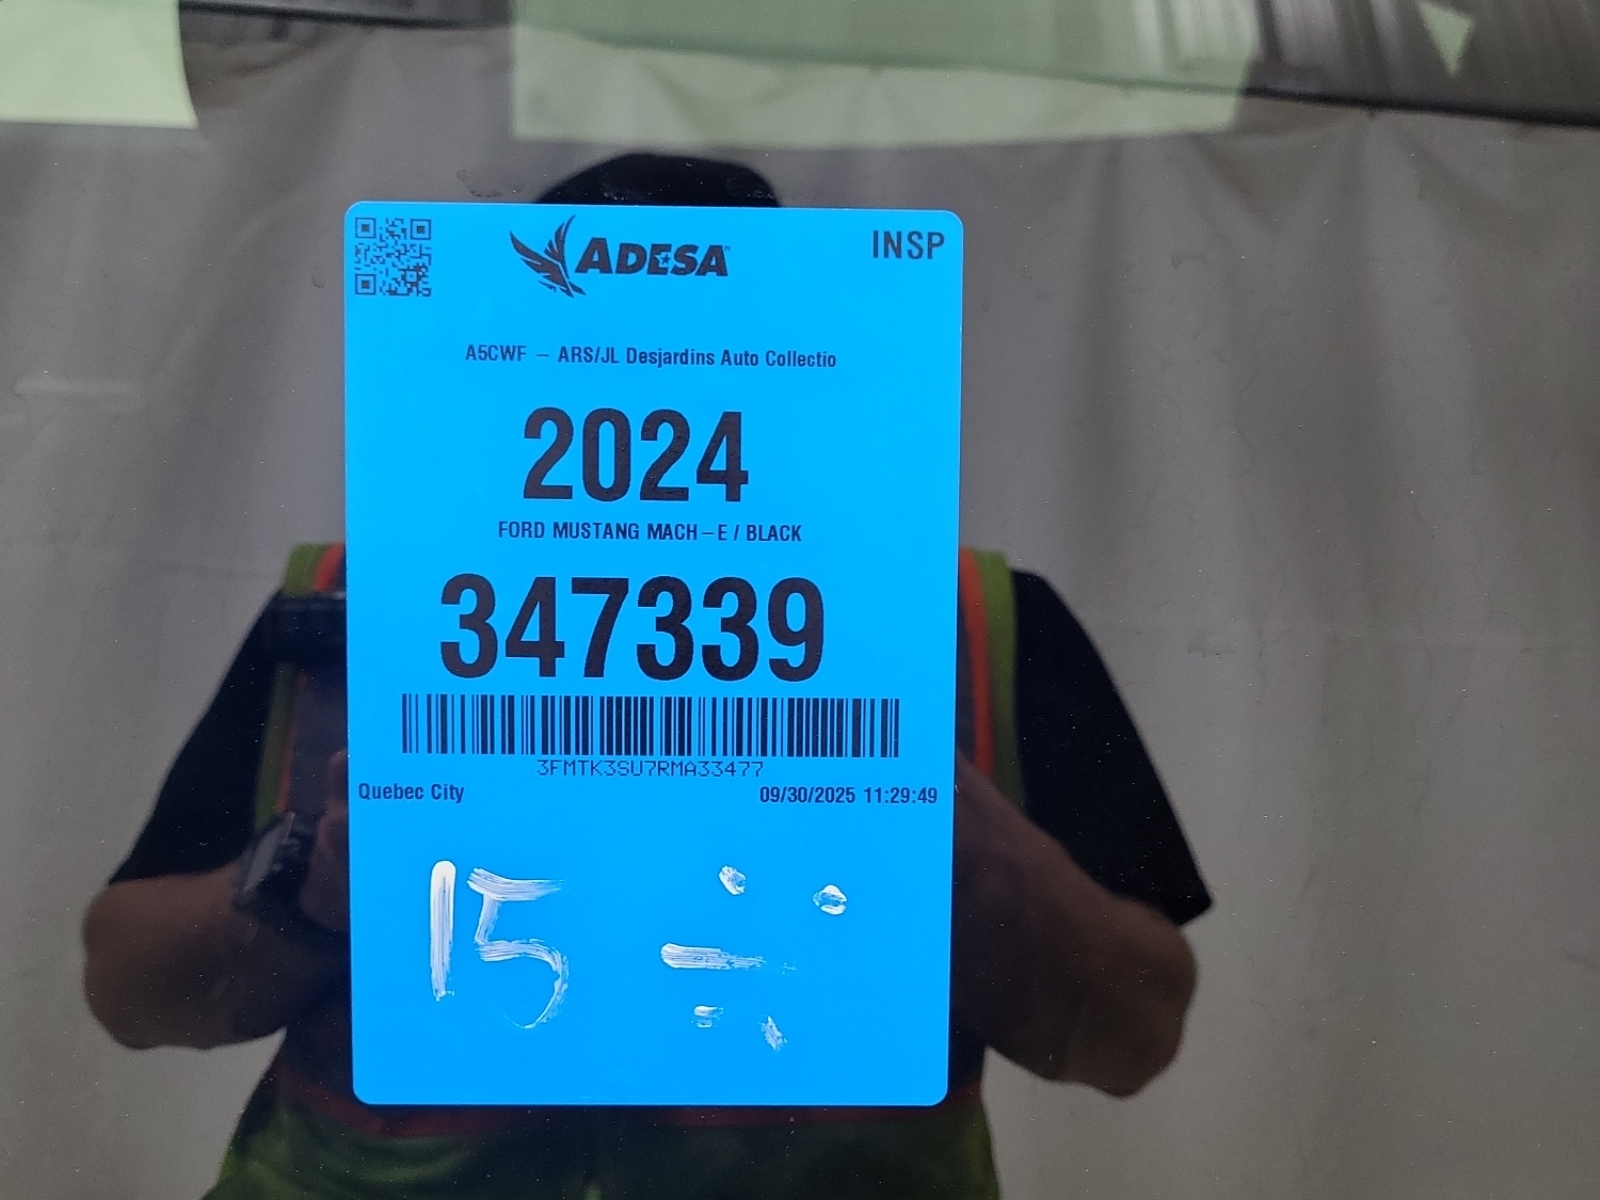 ADESA
INSP
A5CWF – ARS/JL Desjardins Auto Collectio
2024
FORD MUSTANG MACH–E / BLACK
347339
3FMTK3SU7RMA33477
Quebec City 09/30/2025 11:29:49
15